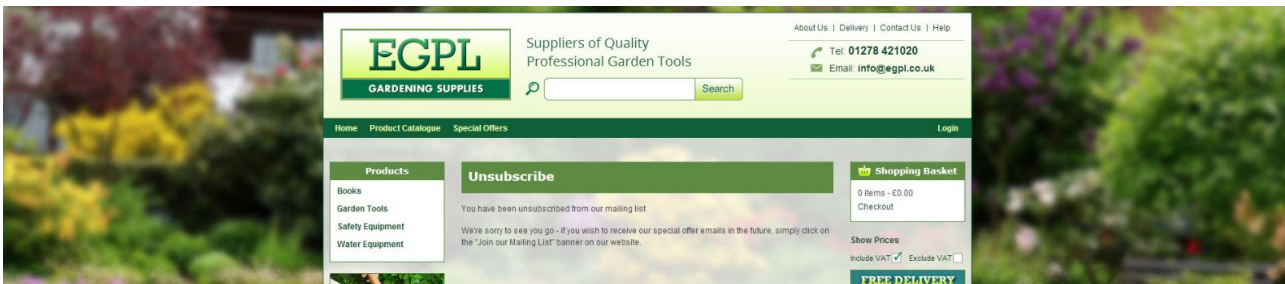 About Us | Delivery | Contact Us | Help
EGPL
GARDENING SUPPLIES
Suppliers of Quality
Professional Garden Tools
Tel: 01278 421020
Email: info@egpl.co.uk
Search
Home Product Catalogue Special Offers Login
Products
Books
Garden Tools
Safety Equipment
Water Equipment
Unsubscribe
You have been unsubscribed from our mailing list
We're sorry to see you go - if you wish to receive our special offer emails in the future, simply click on
the "Join our Mailing List" banner on our website.
Shopping Basket
0 items - £0.00
Checkout
Show Prices
Include VAT Exclude VAT
FREE DELIVERY